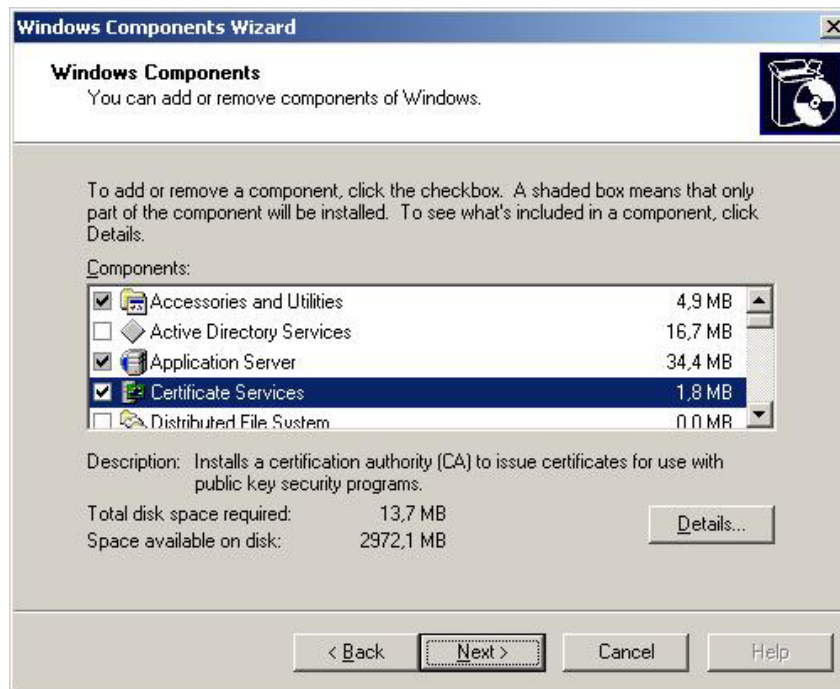 Windows Components Wizard
Windows Components
You can add or remove components of Windows.
To add or remove a component, click the checkbox. A shaded box means that only
part of the component will be installed. To see what's included in a component, click
Details.
Components:
Accessories and Utilities 4,9 MB
Active Directory Services 16,7 MB
Application Server 34,4 MB
Certificate Services 1,8 MB
Distributed File System 0,0 MB
Description: Installs a certification authority (CA) to issue certificates for use with
public key security programs.
Total disk space required: 13,7 MB
Space available on disk: 2972,1 MB
Details...
< Back Next > Cancel Help